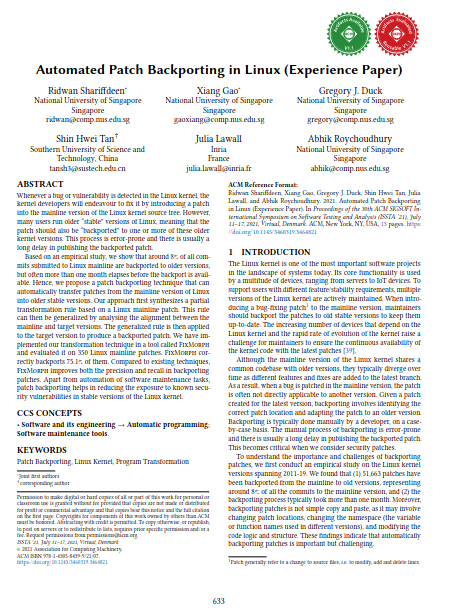 Automated Patch Backporting in Linux (Experience Paper)
Ridwan Shariffdeen*
National University of Singapore
Singapore
ridwan@comp.nus.edu.sg
Xiang Gao*
National University of Singapore
Singapore
gaoxiang@comp.nus.edu.sg
Gregory J. Duck
National University of Singapore
Singapore
gregory@comp.nus.edu.sg
Shin Hwei Tan†
Southern University of Science and
Technology, China
tansh3@sustech.edu.cn
Julia Lawall
Inria
France
julia.lawall@inria.fr
Abhik Roychoudhury
National University of Singapore
Singapore
abhik@comp.nus.edu.sg
ABSTRACT
Whenever a bug or vulnerability is detected in the Linux kernel, the
kernel developers will endeavour to fix it by introducing a patch
into the mainline version of the Linux kernel source tree. However,
many users run older "stable" versions of Linux, meaning that the
patch should also be "backported" to one or more of these older
kernel versions. This process is error-prone and there is usually a
long delay in publishing the backported patch.
Based on an empirical study, we show that around 8% of all com-
mits submitted to Linux mainline are backported to older versions,
but often more than one month elapses before the backport is avail-
able. Hence, we propose a patch backporting technique that can
automatically transfer patches from the mainline version of Linux
into older stable versions. Our approach first synthesizes a partial
transformation rule based on a Linux mainline patch. This rule
can then be generalized by analysing the alignment between the
mainline and target versions. The generalized rule is then applied
to the target version to produce a backported patch. We have im-
plemented our transformation technique in a tool called FixMorph
and evaluated it on 350 Linux mainline patches. FixMorph cor-
rectly backports 75.1% of them. Compared to existing techniques,
FixMorph improves both the precision and recall in backporting
patches. Apart from automation of software maintenance tasks,
patch backporting helps in reducing the exposure to known secu-
rity vulnerabilities in stable versions of the Linux kernel.
CCS CONCEPTS
• Software and its engineering → Automatic programming;
Software maintenance tools.
KEYWORDS
Patch Backporting, Linux Kernel, Program Transformation
*Joint first authors
†Corresponding author
Permission to make digital or hard copies of all or part of this work for personal or
classroom use is granted without fee provided that copies are not made or distributed
for profit or commercial advantage and that copies bear this notice and the full citation
on the first page. Copyrights for components of this work owned by others than ACM
must be honored. Abstracting with credit is permitted. To copy otherwise, or republish,
to post on servers or to redistribute to lists, requires prior specific permission and/or a
fee. Request permissions from permissions@acm.org.
ISSTA '21, July 11–17, 2021, Virtual, Denmark
© 2021 Association for Computing Machinery.
ACM ISBN 978-1-4503-8459-9/21/07.
https://doi.org/10.1145/3460319.3464821
ACM Reference Format:
Ridwan Shariffdeen, Xiang Gao, Gregory J. Duck, Shin Hwei Tan, Julia
Lawall, and Abhik Roychoudhury. 2021. Automated Patch Backporting
in Linux (Experience Paper). In Proceedings of the 30th ACM SIGSOFT In-
ternational Symposium on Software Testing and Analysis (ISSTA '21), July
11–17, 2021, Virtual, Denmark. ACM, New York, NY, USA, 13 pages. https:
//doi.org/10.1145/3460319.3464821
1 INTRODUCTION
The Linux kernel is one of the most important software projects
in the landscape of systems today. Its core functionality is used
by a multitude of devices, ranging from servers to IoT devices. To
support users with different feature/stability requirements, multiple
versions of the Linux kernel are actively maintained. When intro-
ducing a bug-fixing patch¹ to the mainline version, maintainers
should backport the patches to old stable versions to keep them
up-to-date. The increasing number of devices that depend on the
Linux kernel and the rapid rate of evolution of the kernel raise a
challenge for maintainers to ensure the continuous availability of
the kernel code with the latest patches [39].
Although the mainline version of the Linux kernel shares a
common codebase with older versions, they typically diverge over
time as different features and fixes are added to the latest branch.
As a result, when a bug is patched in the mainline version, the patch
is often not directly applicable to another version. Given a patch
created for the latest version, backporting involves identifying the
correct patch location and adapting the patch to an older version.
Backporting is typically done manually by a developer, on a case-
by-case basis. The manual process of backporting is error-prone
and there is usually a long delay in publishing the backported patch.
This becomes critical when we consider security patches.
To understand the importance and challenges of backporting
patches, we first conduct an empirical study on the Linux kernel
versions spanning 2011-19. We found that (1) 51,663 patches have
been backported from the mainline to old versions, representing
around 8% of all the commits to the mainline version, and (2) the
backporting process typically took more than one month. Moreover,
backporting patches is not simple copy and paste, as it may involve
changing patch locations, changing the namespace (the variable
or function names used in different versions), and modifying the
code logic and structure. These findings indicate that automatically
backporting patches is important but challenging.
¹Patch generally refer to a change to source files, i.e. to modify, add and delete lines.
633